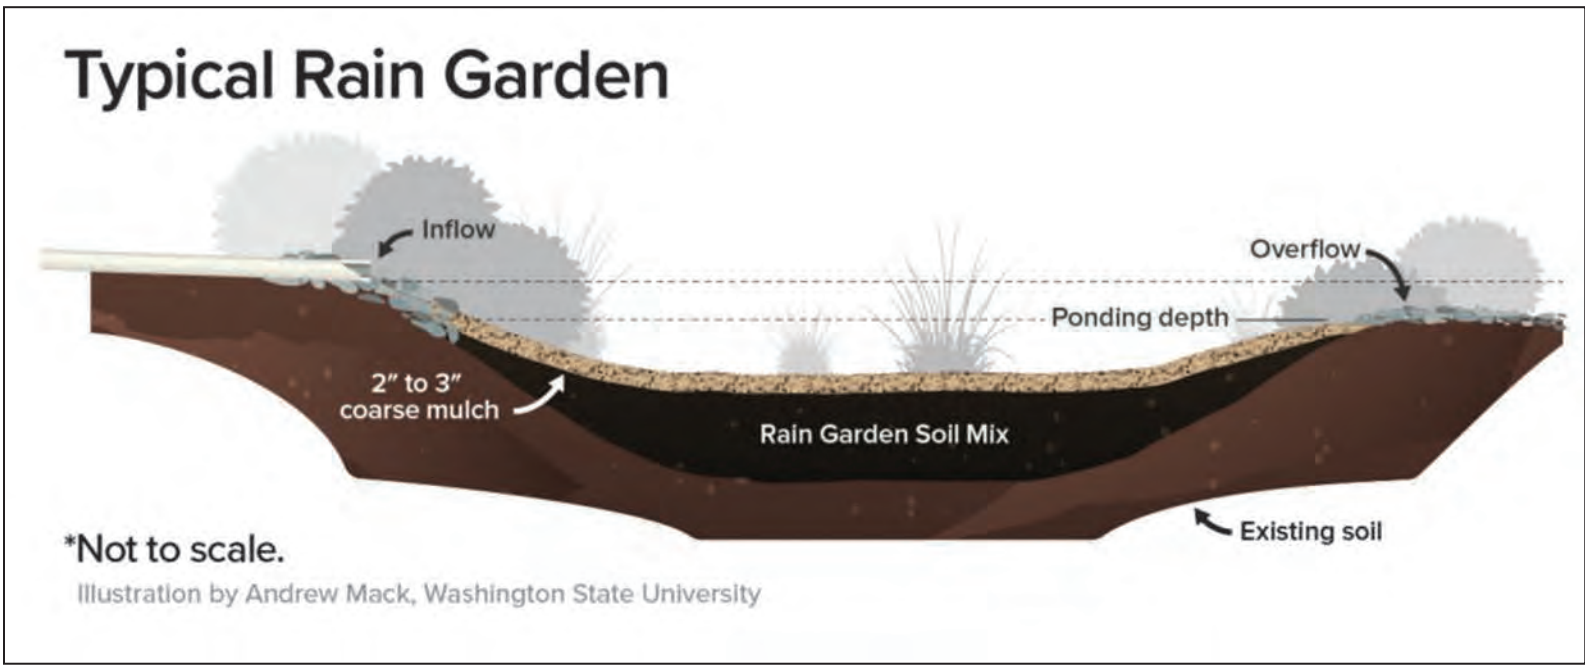 Typical Rain Garden
Inflow
Overflow
Ponding depth
2″ to 3″
coarse mulch
Rain Garden Soil Mix
Existing soil
*Not to scale.
Illustration by Andrew Mack, Washington State University